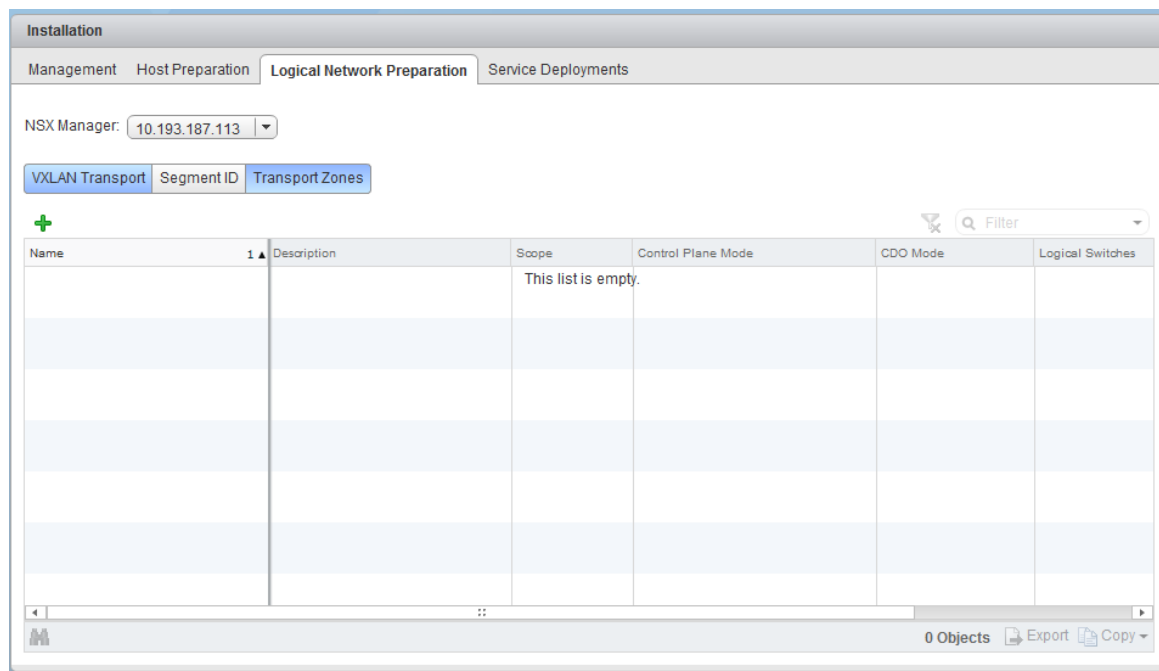 Installation
Management Host Preparation Logical Network Preparation Service Deployments
NSX Manager: 10.193.187.113
VXLAN Transport Segment ID Transport Zones
Filter
Name 1 Description Scope Control Plane Mode CDO Mode Logical Switches
This list is empty.
0 Objects Export Copy